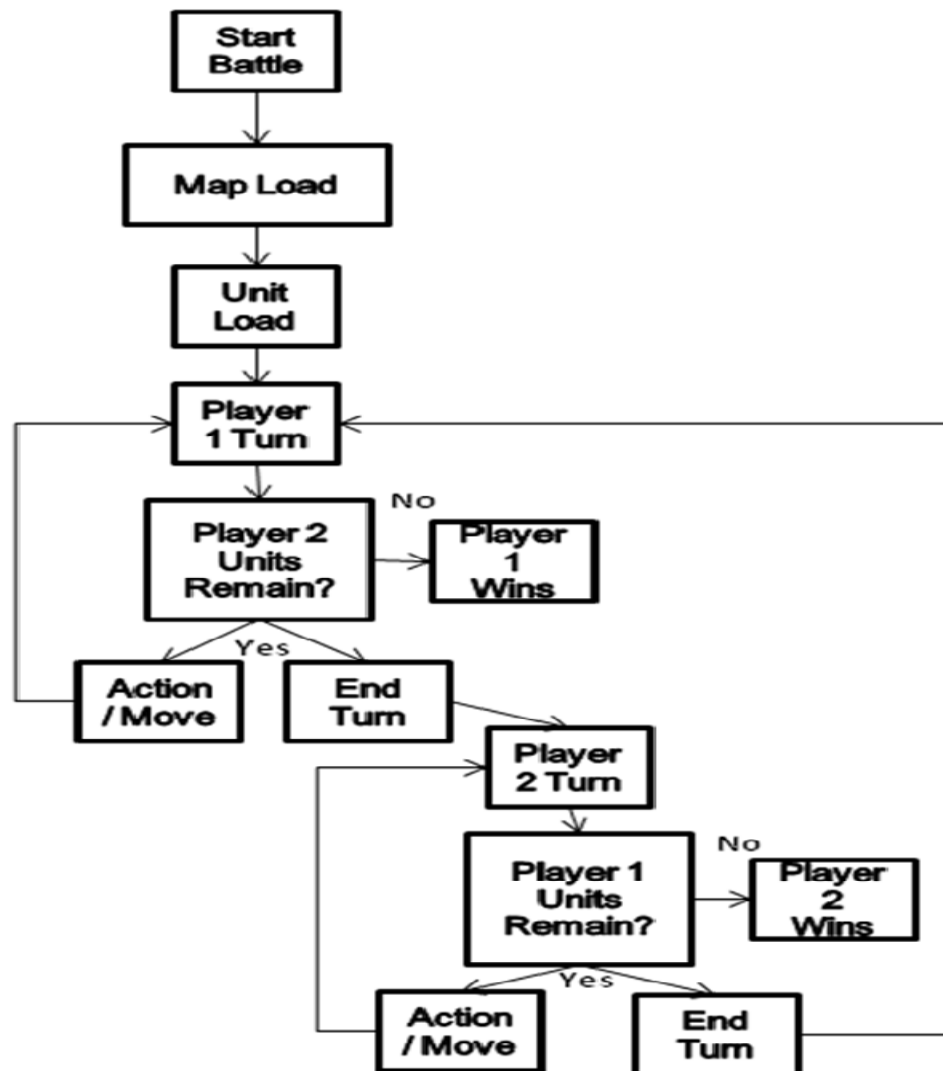 Start
Battle
Map Load
Unit
Load
Player
1 Turn
No
Player 2
Units
Remain?
Player
1
Wins
Yes
Action
/ Move
End
Turn
Player
2 Turn
No
Player 1
Units
Remain?
Player
2
Wins
Yes
Action
/ Move
End
Turn